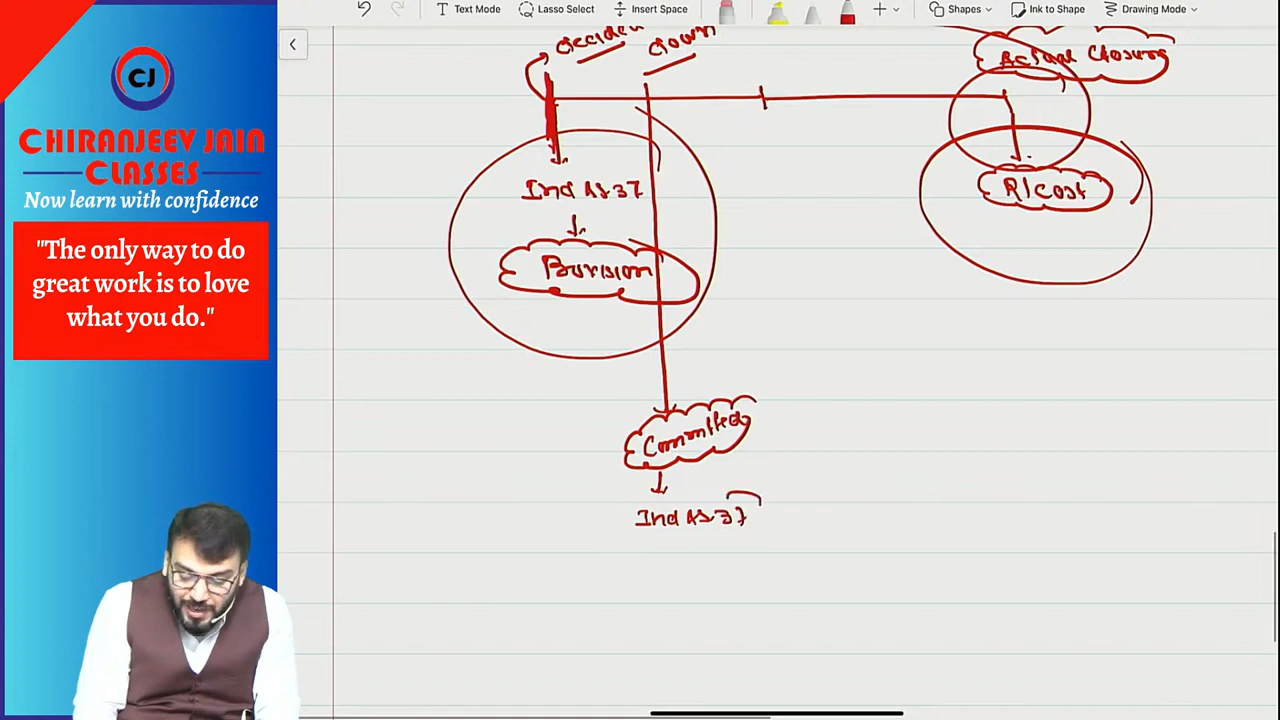 Text Mode
Lasso Select
Insert Space
Shapes
Ink to Shape
Drawing Mode
CJ
CHIRANJEEV JAIN
CLASSES
Now learn with confidence
"The only way to do
great work is to love
what you do."
decided
down
Actual Closure
Ind AS 37
R/cost
Provision
Committed
Ind AS 37